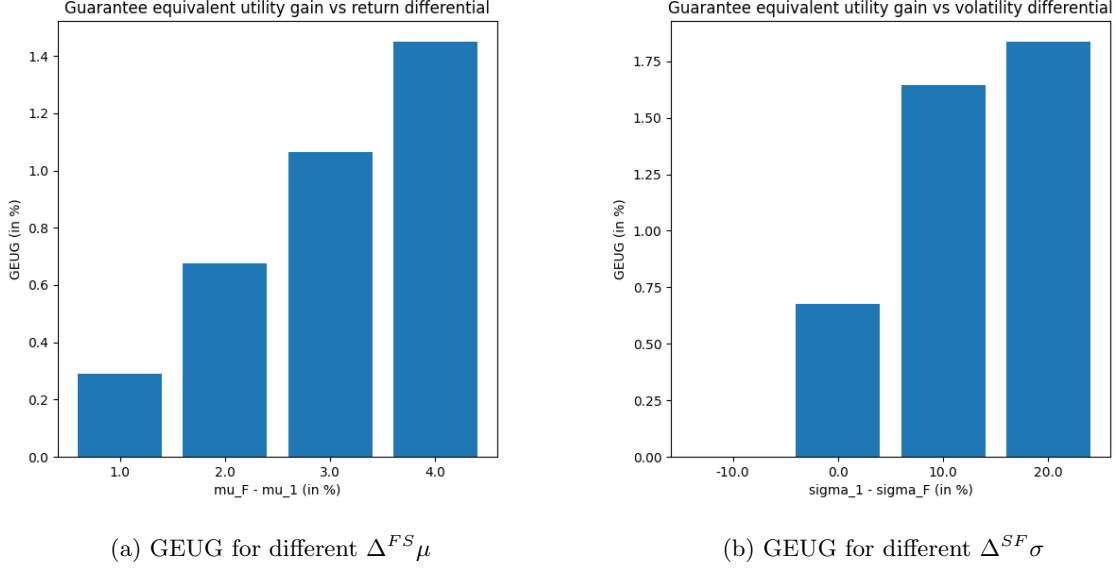 Guarantee equivalent utility gain vs return differential
1.4
1.2
1.0
0.8
0.6
0.4
0.2
0.0
GEUG (in %)
1.0 2.0 3.0 4.0
mu_F - mu_1 (in %)
(a) GEUG for different Δ^{FS}μ
Guarantee equivalent utility gain vs volatility differential
1.75
1.50
1.25
1.00
0.75
0.50
0.25
0.00
GEUG (in %)
-10.0 0.0 10.0 20.0
sigma_1 - sigma_F (in %)
(b) GEUG for different Δ^{SF}σ